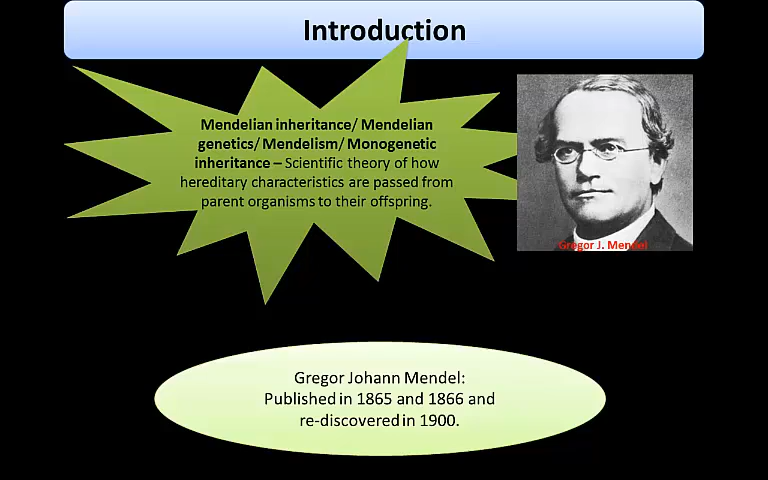 Introduction
Mendelian inheritance/ Mendelian
genetics/ Mendelism/ Monogenetic
inheritance – Scientific theory of how
hereditary characteristics are passed from
parent organisms to their offspring.
Gregor J. Mendel
Gregor Johann Mendel:
Published in 1865 and 1866 and
re-discovered in 1900.